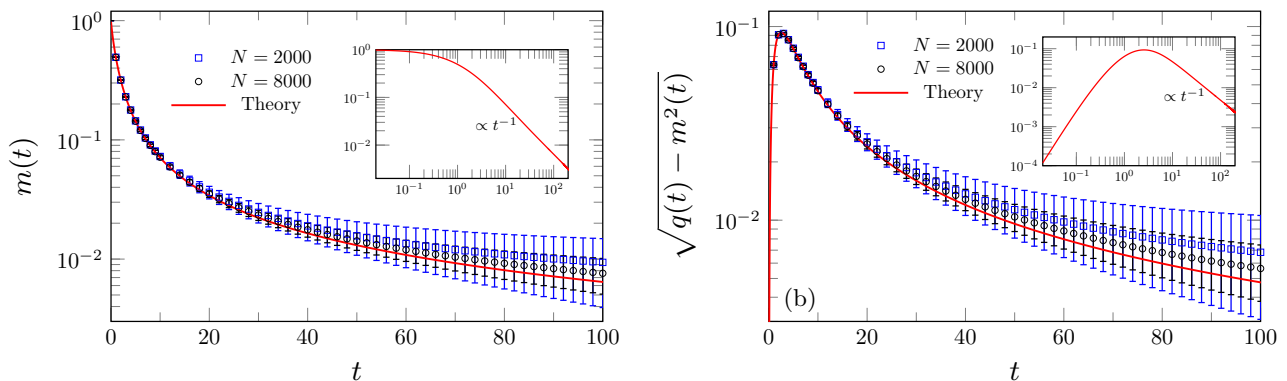 10^0
10^{-1}
10^{-2}
m(t)
0 20 40 60 80 100
t
N = 2000
N = 8000
Theory
10^0
10^{-1}
10^{-2}
10^{-1} 10^0 10^1 10^2
∝ t^{-1}
10^{-1}
10^{-2}
\sqrt{q(t) − m^2(t)}
0 20 40 60 80 100
t
(b)
N = 2000
N = 8000
Theory
10^{-1}
10^{-2}
10^{-3}
10^{-4}
10^{-1} 10^0 10^1 10^2
∝ t^{-1}